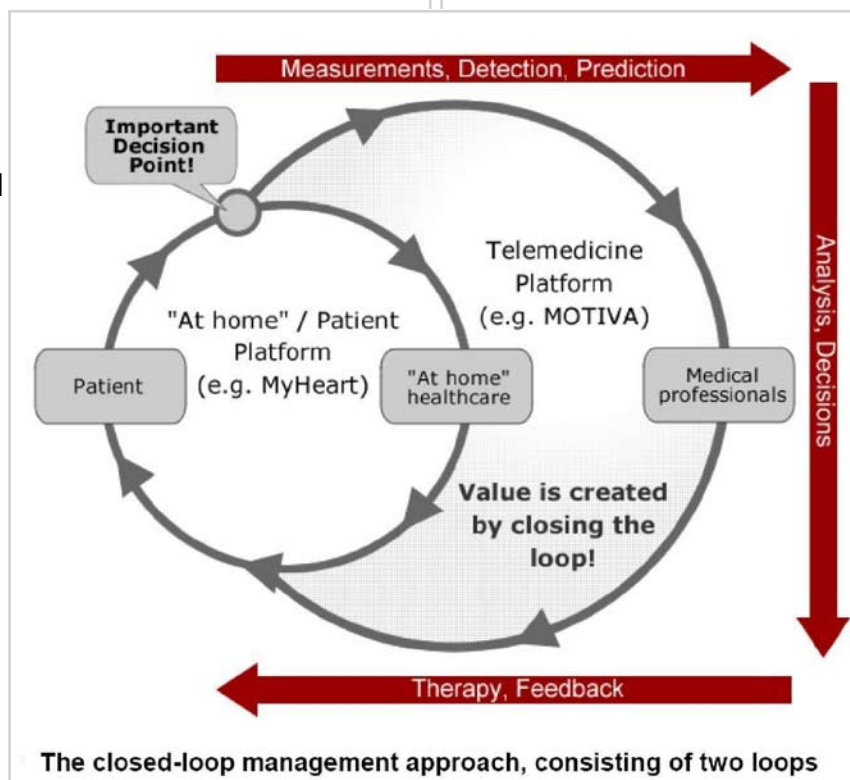 Measurements, Detection, Prediction
Important
Decision
Point!
Telemedicine
Platform
(e.g. MOTIVA)
"At home" / Patient
Platform
(e.g. MyHeart)
Patient
"At home"
healthcare
Medical
professionals
Analysis, Decisions
Value is created
by closing the
loop!
Therapy, Feedback
The closed-loop management approach, consisting of two loops